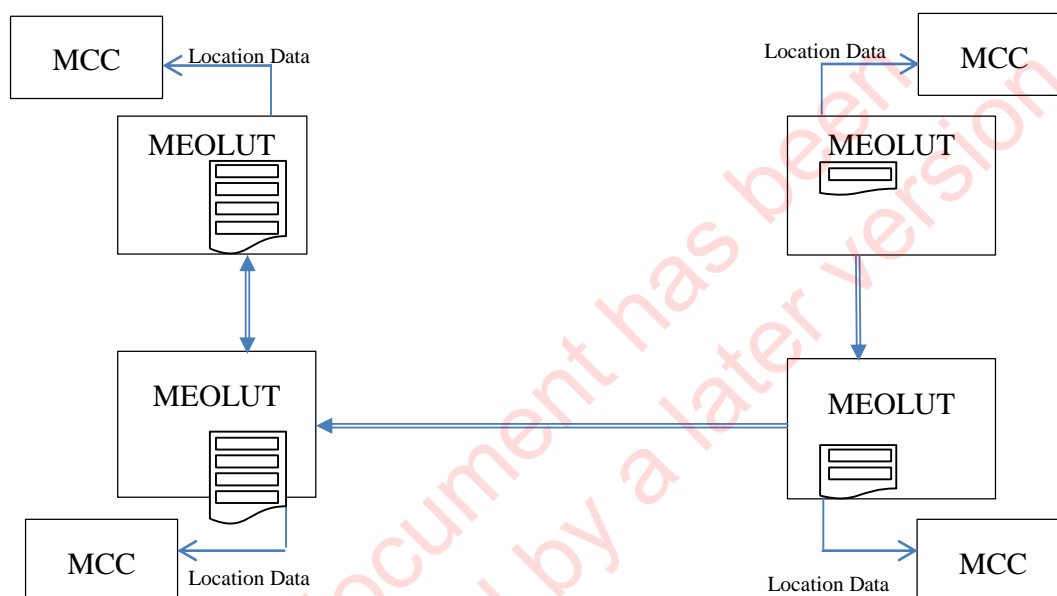 MCC
Location Data
Location Data
MCC
MEOLUT
MEOLUT
MEOLUT
MEOLUT
MCC
Location Data
Location Data
MCC
document has been
by a later version